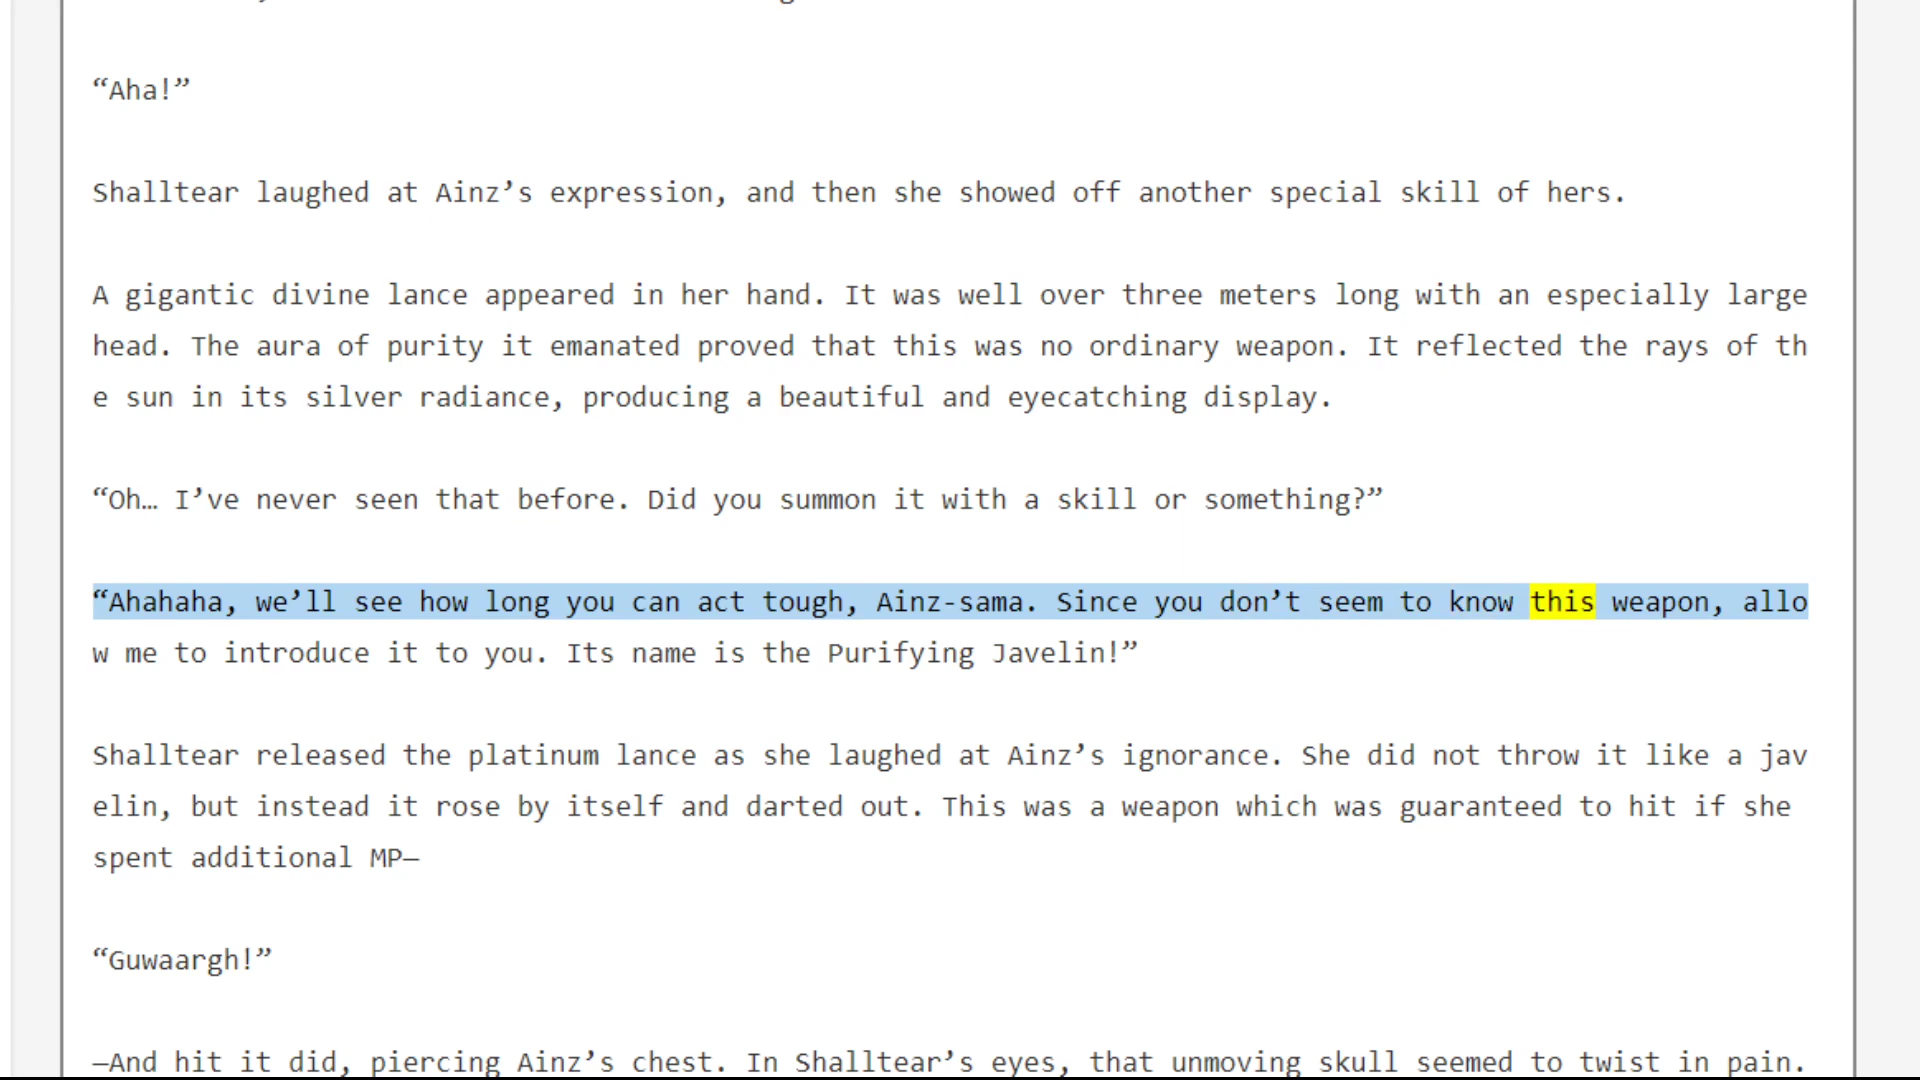 “Aha!”
Shalltear laughed at Ainz’s expression, and then she showed off another special skill of hers.
A gigantic divine lance appeared in her hand. It was well over three meters long with an especially large
head. The aura of purity it emanated proved that this was no ordinary weapon. It reflected the rays of th
e sun in its silver radiance, producing a beautiful and eyecatching display.
“Oh… I’ve never seen that before. Did you summon it with a skill or something?”
“Ahahaha, we’ll see how long you can act tough, Ainz-sama. Since you don’t seem to know this weapon, allo
w me to introduce it to you. Its name is the Purifying Javelin!”
Shalltear released the platinum lance as she laughed at Ainz’s ignorance. She did not throw it like a jav
elin, but instead it rose by itself and darted out. This was a weapon which was guaranteed to hit if she
spent additional MP—
“Guwaargh!”
—And hit it did, piercing Ainz’s chest. In Shalltear’s eyes, that unmoving skull seemed to twist in pain.